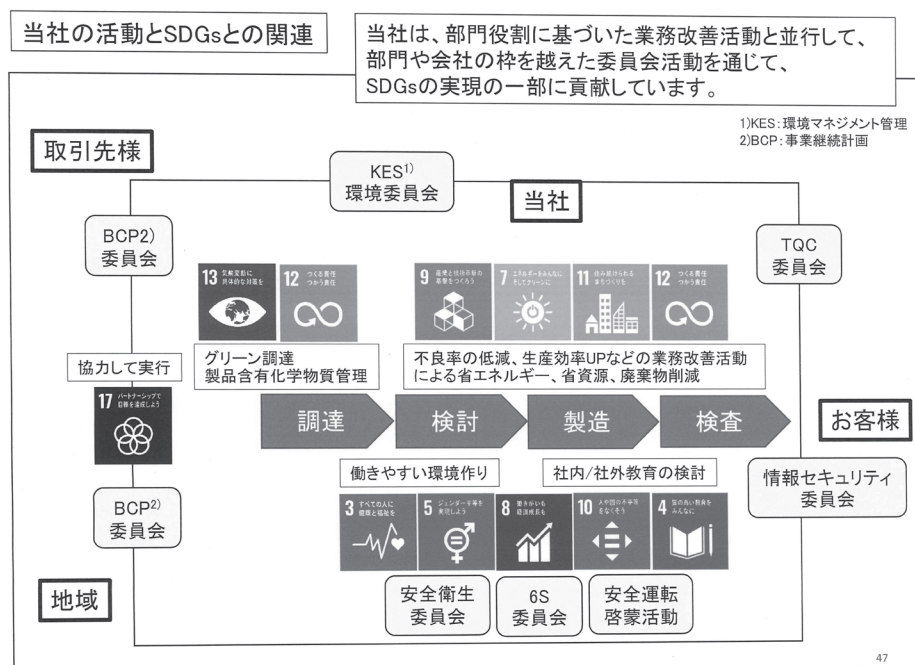 当社の活動とSDGsとの関連
当社は、部門役割に基づいた業務改善活動と並行して、
部門や会社の枠を越えた委員会活動を通じて、
SDGsの実現の一部に貢献しています。
1)KES：環境マネジメント管理
2)BCP：事業継続計画
取引先様
KES1)
環境委員会
当社
BCP2)
委員会
TQC
委員会
13 気候変動に
具体的な対策を
12 つくる責任
つかう責任
9 産業と技術革新の
基盤をつくろう
7 エネルギーをみんなに
そしてクリーンに
11 住み続けられる
まちづくりを
12 つくる責任
つかう責任
グリーン調達
製品含有化学物質管理
不良率の低減、生産効率UPなどの業務改善活動
による省エネルギー、省資源、廃棄物削減
協力して実行
17 パートナーシップで
目標を達成しよう
調達
検討
製造
検査
お客様
働きやすい環境作り
社内/社外教育の検討
情報セキュリティ
委員会
BCP2)
委員会
3 すべての人に
健康と福祉を
5 ジェンダー平等を
実現しよう
8 働きがいも
経済成長も
10 人や国の不平等
をなくそう
4 質の高い教育を
みんなに
安全衛生
委員会
6S
委員会
安全運転
啓蒙活動
地域
47